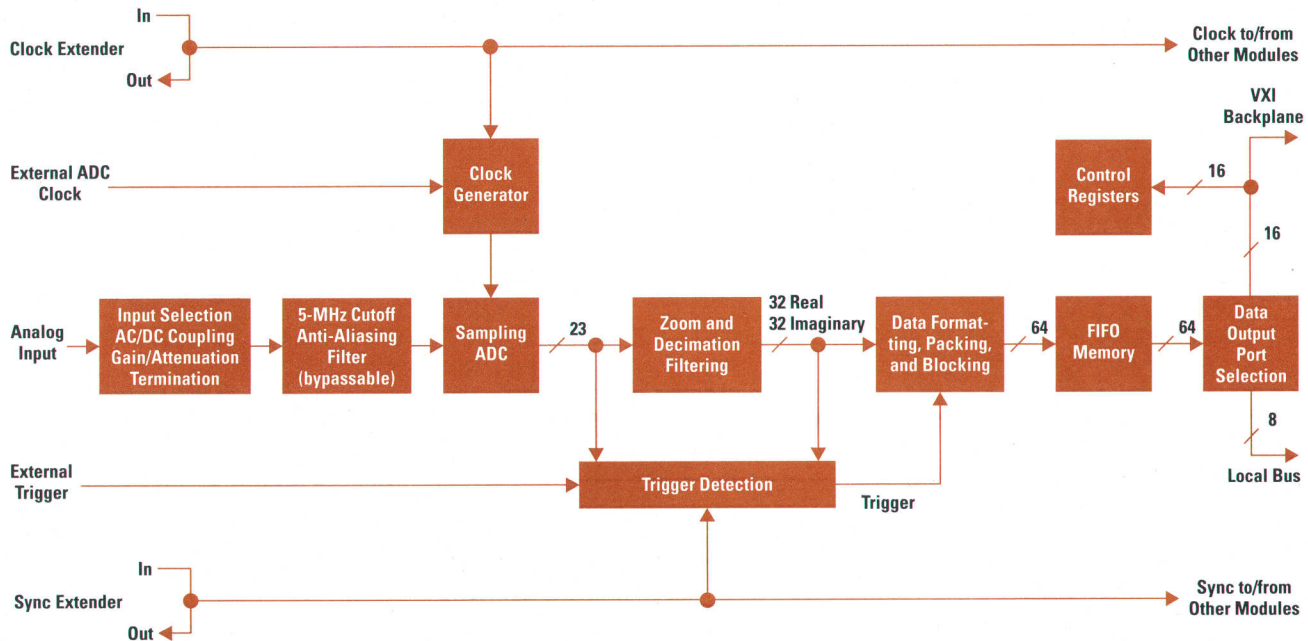 In
Clock Extender
Out
Clock to/from
Other Modules
VXI
Backplane
External ADC
Clock
Clock
Generator
Control
Registers
16
16
Analog
Input
Input Selection
AC/DC Coupling
Gain/Attenuation
Termination
5-MHz Cutoff
Anti-Aliasing
Filter
(bypassable)
Sampling
ADC
23
Zoom and
Decimation
Filtering
32 Real
32 Imaginary
Data Format-
ting, Packing,
and Blocking
64
FIFO
Memory
64
Data
Output
Port
Selection
8
Local Bus
External
Trigger
Trigger Detection
Trigger
In
Sync Extender
Out
Sync to/from
Other Modules